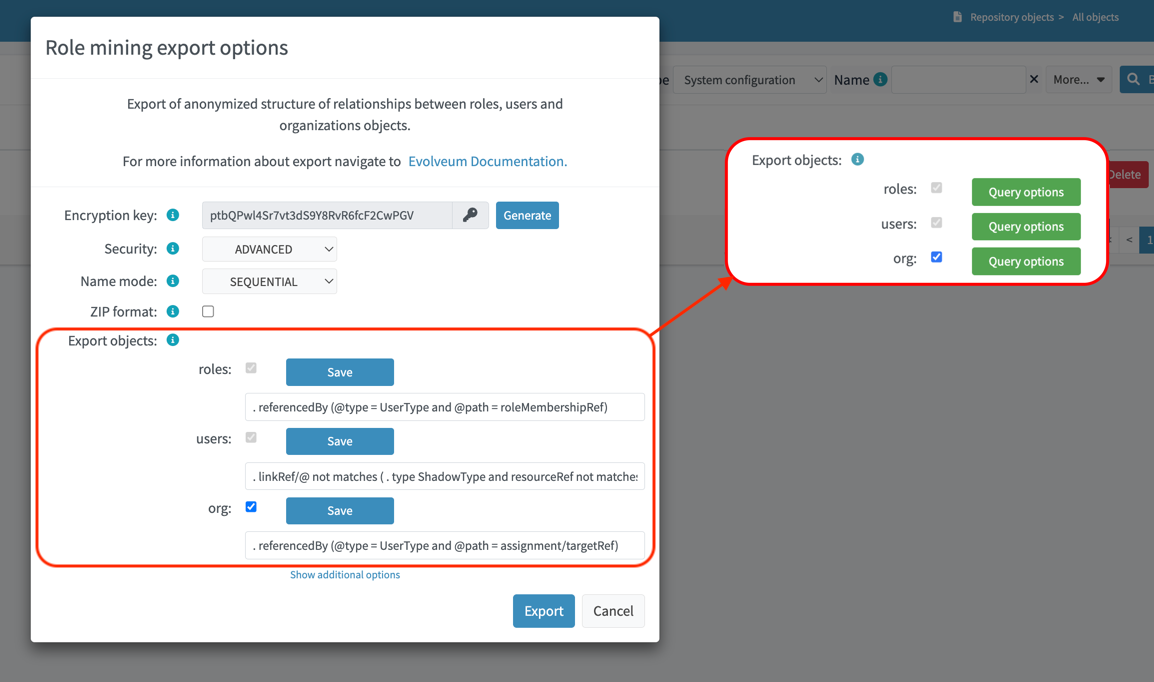 Repository objects > All objects
Role mining export options
System configuration
Name
More...
Export of anonymized structure of relationships between roles, users and
organizations objects.
For more information about export navigate to Evolveum Documentation.
Encryption key:
ptbQPwl4Sr7vt3dS9Y8RvR6fcF2CwPGV
Generate
Security:
ADVANCED
Name mode:
SEQUENTIAL
ZIP format:
Export objects:
roles:
Save
. referencedBy (@type = UserType and @path = roleMembershipRef)
users:
Save
. linkRef/@ not matches ( . type ShadowType and resourceRef not matches
org:
Save
. referencedBy (@type = UserType and @path = assignment/targetRef)
Show additional options
Export
Cancel
Export objects:
roles:
Query options
users:
Query options
org:
Query options
Delete
<
1